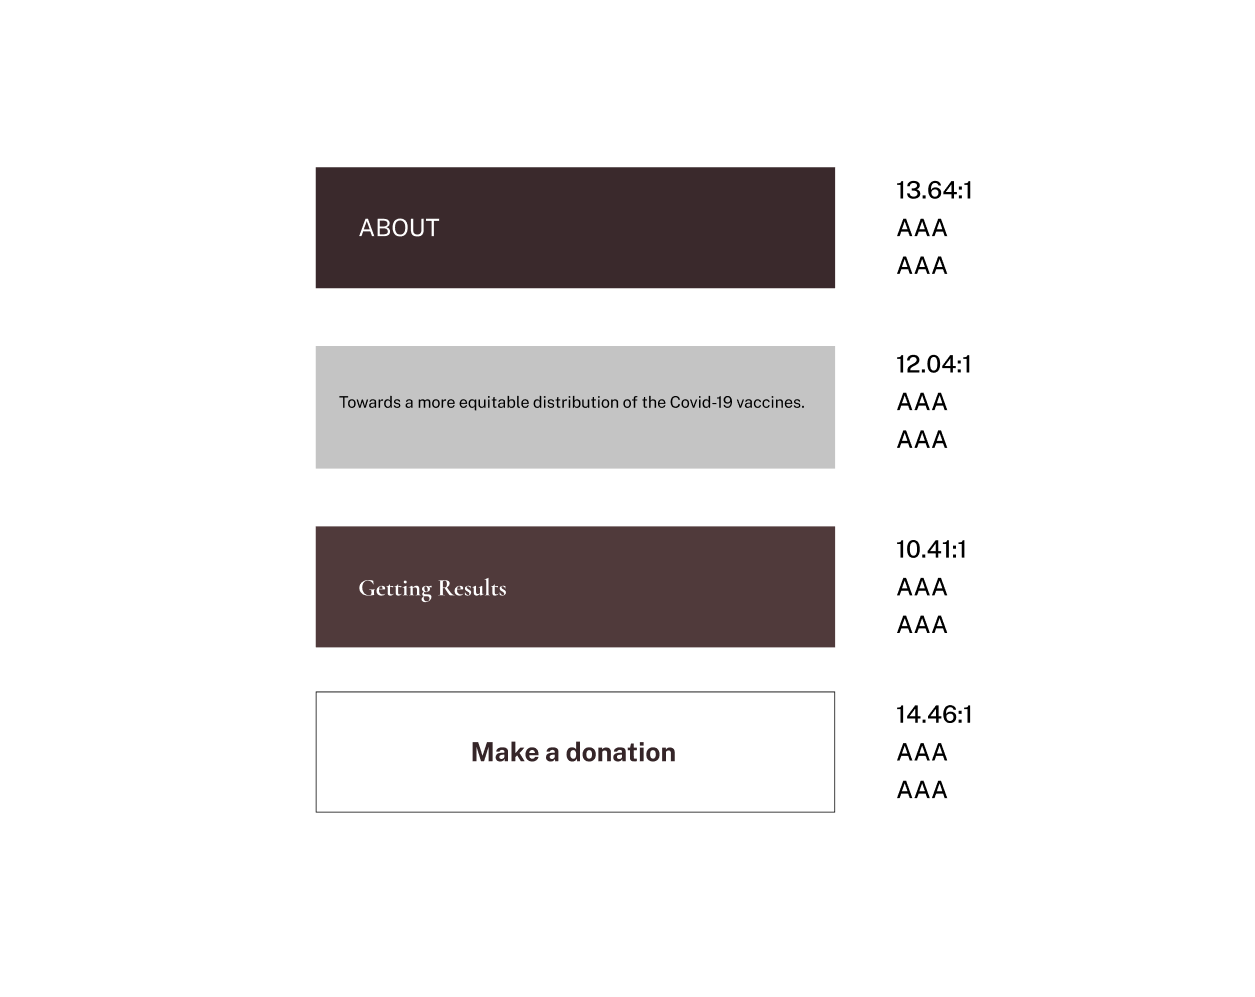 ABOUT
13.64:1
AAA
AAA
Towards a more equitable distribution of the Covid-19 vaccines.
12.04:1
AAA
AAA
Getting Results
10.41:1
AAA
AAA
Make a donation
14.46:1
AAA
AAA